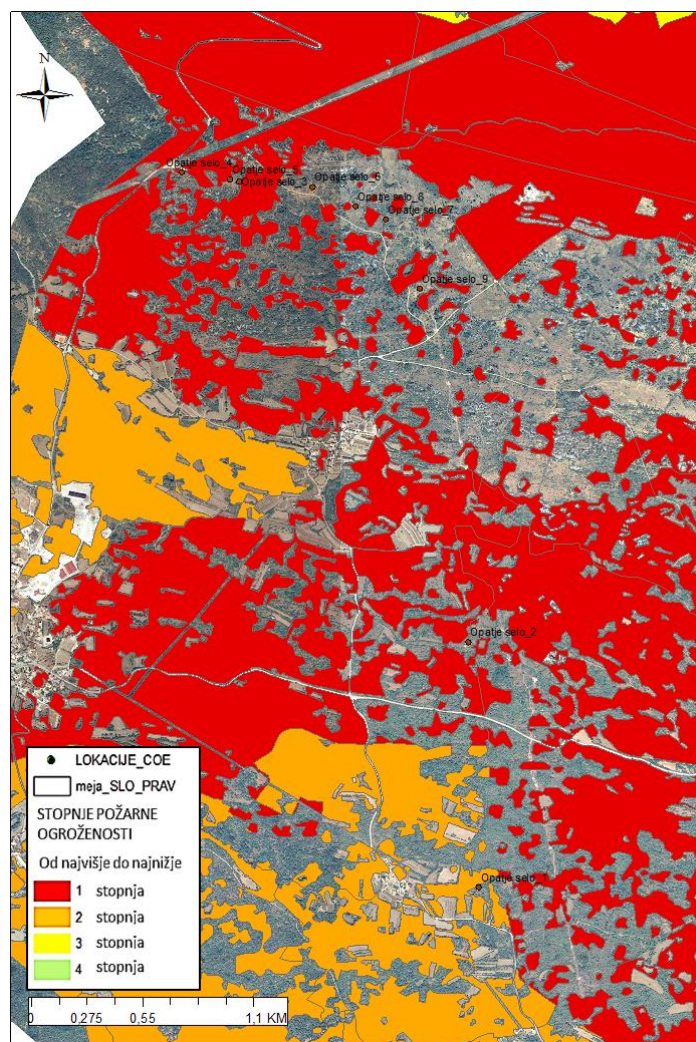 N
Opatje selo_4
Opatje selo_5
Opatje selo_3
Opatje selo_6
Opatje selo_8
Opatje selo_7
Opatje selo_9
Opatje selo_2
Opatje selo_1
LOKACIJE_COE
meja_SLO_PRAV
STOPNJE POŽARNE
OGROŽENOSTI
Od najvišje do najnižje
1 stopnja
2 stopnja
3 stopnja
4 stopnja
0 0,275 0,55 1,1 KM